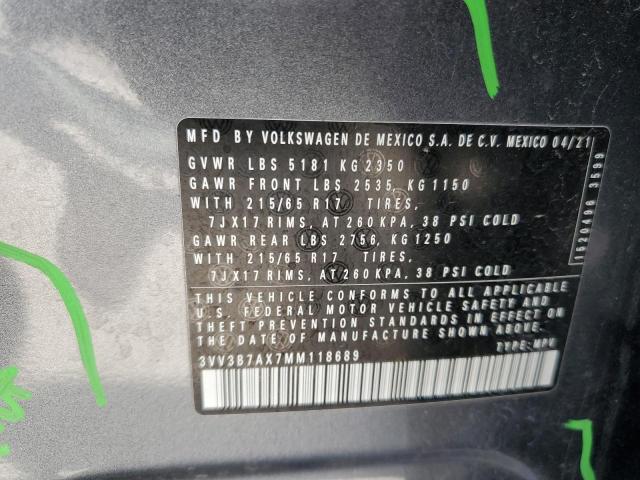 MFD BY VOLKSWAGEN DE MEXICO S.A. DE C.V. MEXICO 04/21
GVWR LBS 5181 KG 2350
GAWR FRONT LBS 2535, KG 1150
WITH 215/65 R17 TIRES,
7JX17 RIMS, AT 260 KPA, 38 PSI COLD
GAWR REAR LBS 2756, KG 1250
WITH 215/65 R17 TIRES,
7JX17 RIMS, AT 260 KPA, 38 PSI COLD
THIS VEHICLE CONFORMS TO ALL APPLICABLE
U.S. FEDERAL MOTOR VEHICLE SAFETY AND
THEFT PREVENTION STANDARDS IN EFFECT ON
THE DATE OF MANUFACTURE SHOWN ABOVE.
3VV3B7AX7MM118689 TYPE: MPV
1520496 3599